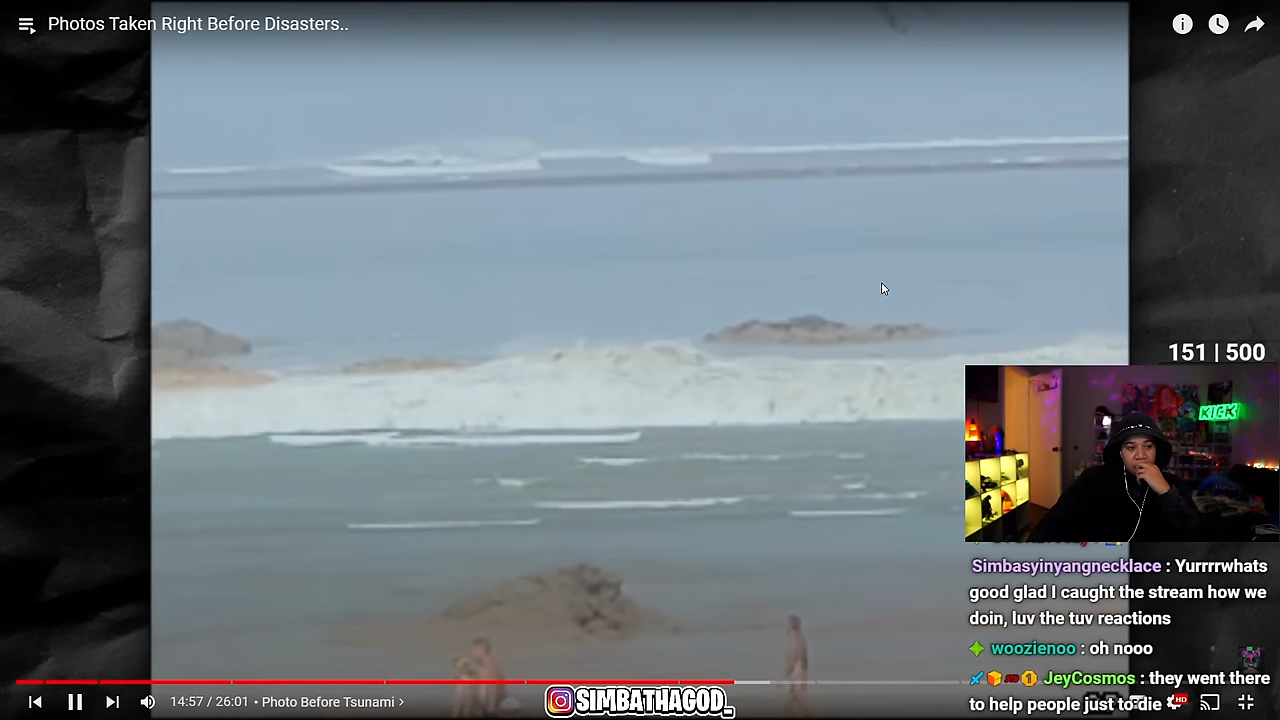 Photos Taken Right Before Disasters..
151 | 500
KICK
Simbasyinyangnecklace : Yurrrrwhats
good glad I caught the stream how we
doin, luv the tuv reactions
woozienoo : oh nooo
JeyCosmos : they went there
to help people just to die
14:57 / 26:01 • Photo Before Tsunami
SIMBATHAGOD_
HD